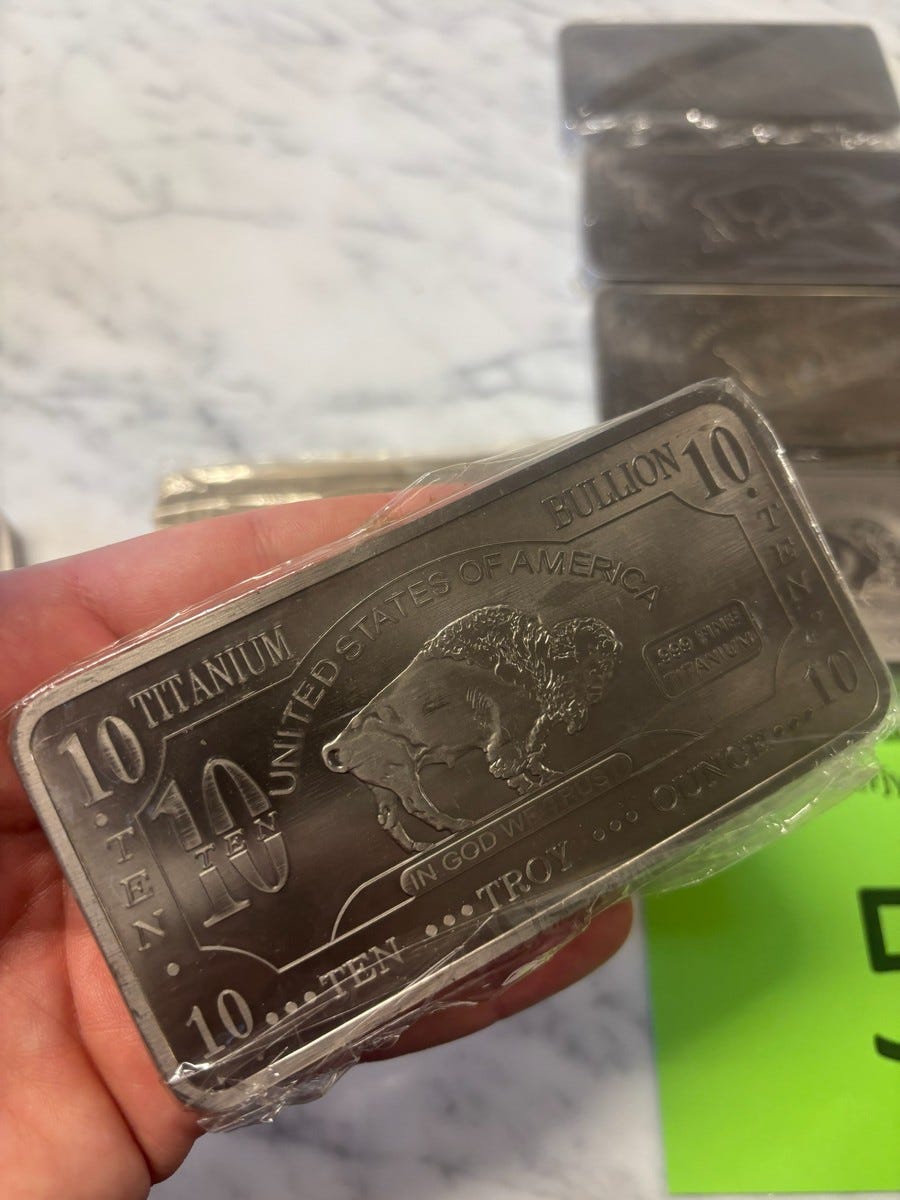 10 TITANIUM BULLION 10
UNITED STATES OF AMERICA
.999 FINE
TITANIUM
10
TEN
IN GOD WE TRUST
TEN
TEN
10 ... TEN ... TROY ... OUNCE ... 10
5